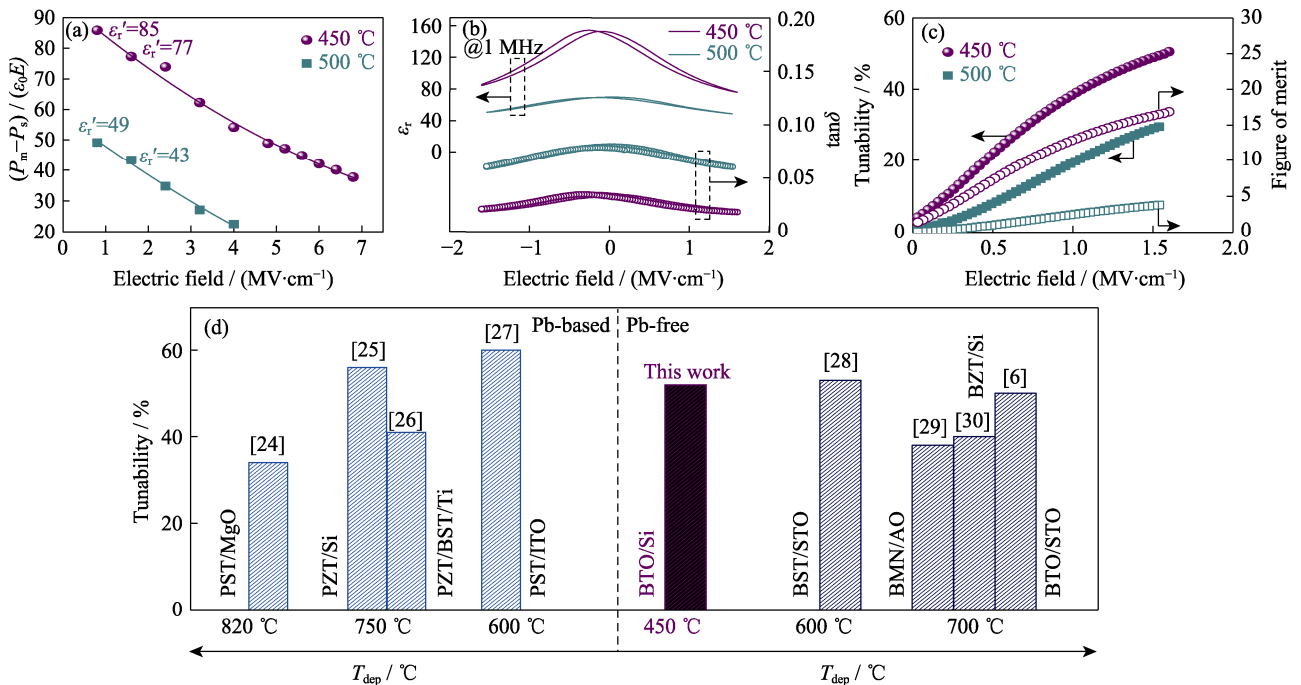 (a)
90
80
70
60
50
40
30
20
(Pm−Ps) / (ε0E)
εr′=85
εr′=77
εr′=49
εr′=43
450 ℃
500 ℃
0 1 2 3 4 5 6 7
Electric field / (MV·cm−1)
(b)
@1 MHz
160
120
80
40
0
εr
450 ℃
500 ℃
0.20
0.15
0.10
0.05
0
tanδ
−2 −1 0 1 2
Electric field / (MV·cm−1)
(c)
60
40
20
0
Tunability / %
450 ℃
500 ℃
30
25
20
15
10
5
0
Figure of merit
0 0.5 1.0 1.5 2.0
Electric field / (MV·cm−1)
(d)
Pb-based
Pb-free
60
40
20
0
Tunability / %
PST/MgO
[24]
PZT/Si
[25]
[26]
PZT/BST/Ti
[27]
PST/ITO
BTO/Si
This work
BST/STO
[28]
BMN/AO
[29]
[30]
BZT/Si
[6]
BTO/STO
820 ℃ 750 ℃ 600 ℃ 450 ℃ 600 ℃ 700 ℃
Tdep / ℃ Tdep / ℃